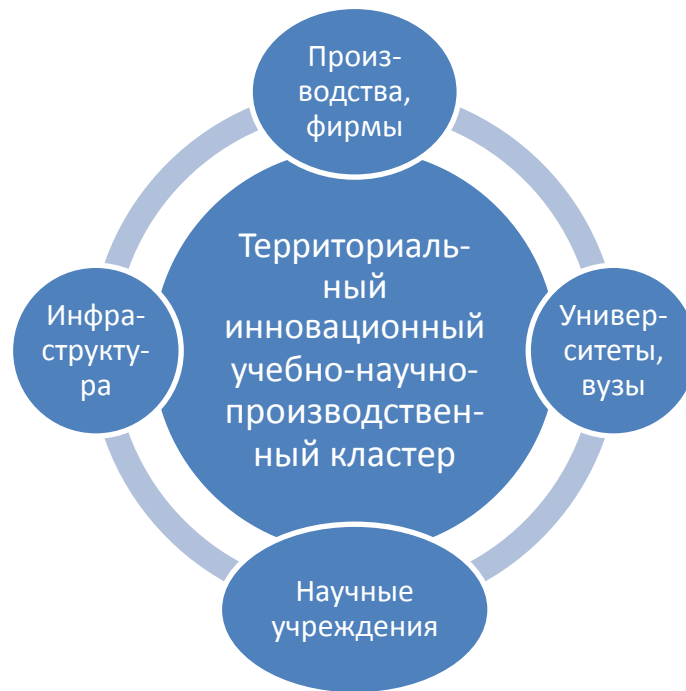 Произ-
водства,
фирмы
Территориаль-
ный
инновационный
учебно-научно-
производствен-
ный кластер
Инфра-
структу-
ра
Универ-
ситеты,
вузы
Научные
учреждения